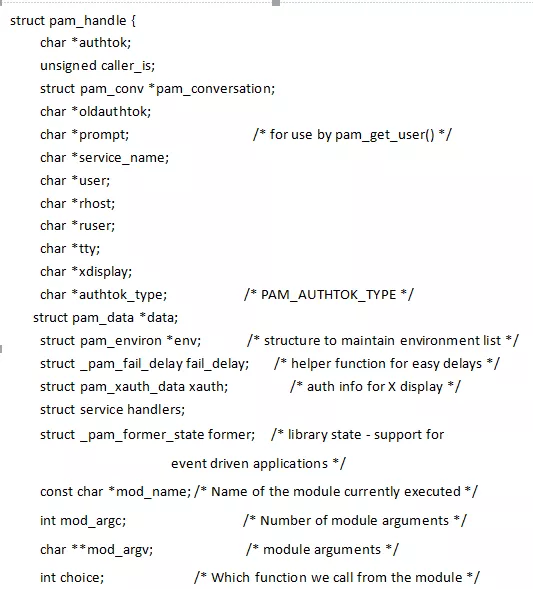 struct pam_handle {
char *authtok;
unsigned caller_is;
struct pam_conv *pam_conversation;
char *oldauthtok;
char *prompt; /* for use by pam_get_user() */
char *service_name;
char *user;
char *rhost;
char *ruser;
char *tty;
char *xdisplay;
char *authtok_type; /* PAM_AUTHTOK_TYPE */
struct pam_data *data;
struct pam_environ *env; /* structure to maintain environment list */
struct _pam_fail_delay fail_delay; /* helper function for easy delays */
struct pam_xauth_data xauth; /* auth info for X display */
struct service handlers;
struct _pam_former_state former; /* library state - support for
event driven applications */
const char *mod_name; /* Name of the module currently executed */
int mod_argc; /* Number of module arguments */
char **mod_argv; /* module arguments */
int choice; /* Which function we call from the module */